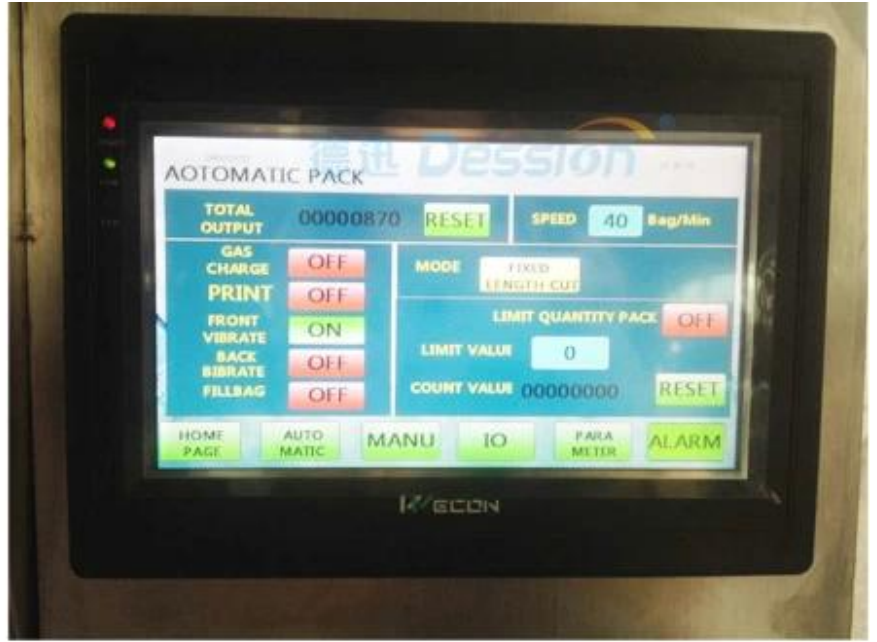 德迅 Dession
AOTOMATIC PACK
TOTAL OUTPUT 00000870 RESET
SPEED 40 Bag/Min
GAS CHARGE OFF
PRINT OFF
FRONT VIBRATE ON
BACK BIBRATE OFF
FILLBAG OFF
MODE FIXED LENGTH CUT
LIMIT QUANTITY PACK OFF
LIMIT VALUE 0
COUNT VALUE 00000000 RESET
HOME PAGE
AUTO MATIC
MANU
IO
PARA METER
ALARM
WECON